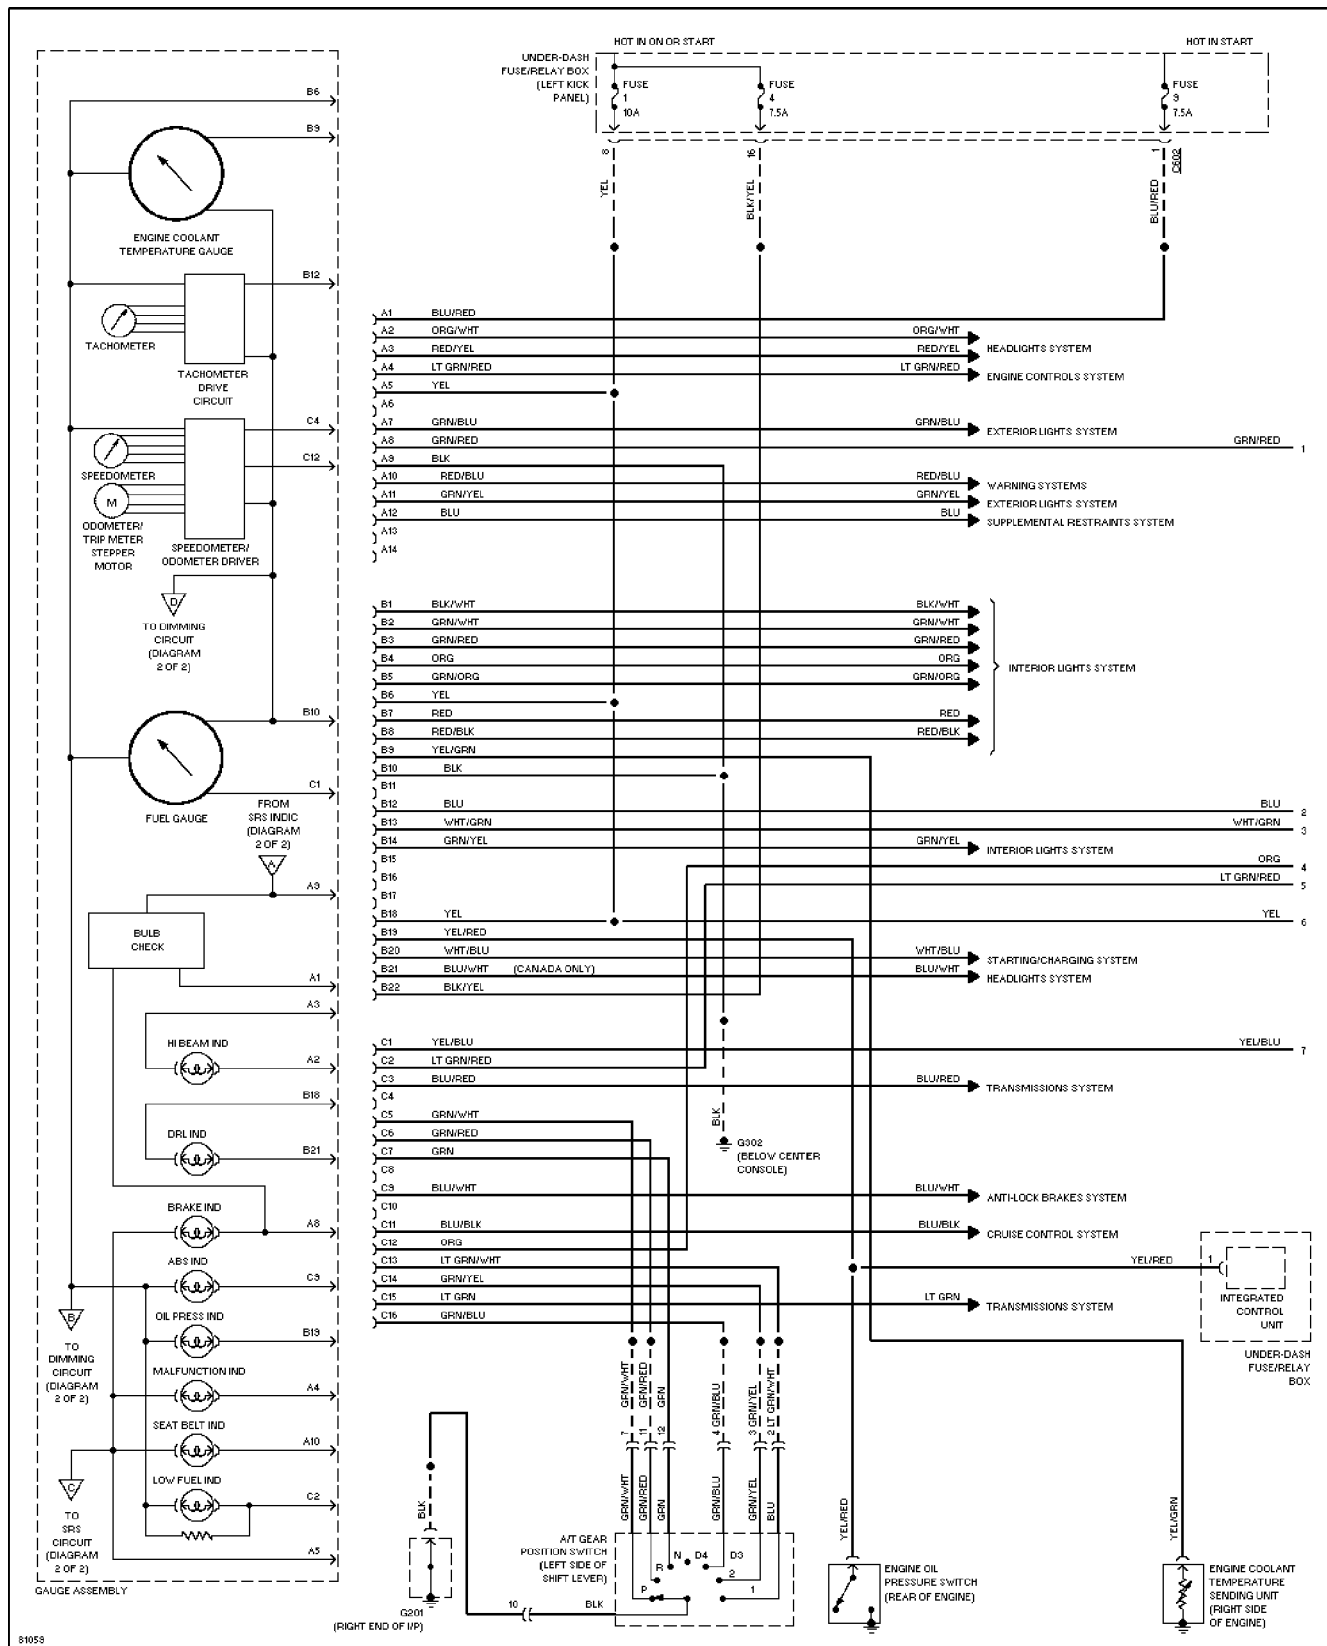 HOT IN ON OR START
HOT IN START
UNDER-DASH
FUSE/RELAY BOX
(LEFT KICK
PANEL)
FUSE
1
10A
FUSE
4
7.5A
FUSE
9
7.5A
8
16
1
C602
YEL
BLK/YEL
BLU/RED
B6
B9
ENGINE COOLANT
TEMPERATURE GAUGE
B12
TACHOMETER
TACHOMETER
DRIVE
CIRCUIT
C4
C12
SPEEDOMETER
M
ODOMETER/
TRIP METER
STEPPER
MOTOR
SPEEDOMETER/
ODOMETER DRIVER
D
TO DIMMING
CIRCUIT
(DIAGRAM
2 OF 2)
B10
C1
FUEL GAUGE
FROM
SRS INDIC
(DIAGRAM
2 OF 2)
A
A9
BULB
CHECK
A1
A3
HI BEAM IND
A2
B18
DRL IND
B21
BRAKE IND
A8
ABS IND
C9
B
OIL PRESS IND
B19
TO
DIMMING
CIRCUIT
(DIAGRAM
2 OF 2)
MALFUNCTION IND
A4
SEAT BELT IND
A10
C
LOW FUEL IND
C2
TO
SRS
CIRCUIT
(DIAGRAM
2 OF 2)
A5
GAUGE ASSEMBLY
81059
A1 BLU/RED
A2 ORG/WHT ORG/WHT
A3 RED/YEL RED/YEL HEADLIGHTS SYSTEM
A4 LT GRN/RED LT GRN/RED ENGINE CONTROLS SYSTEM
A5 YEL
A6
A7 GRN/BLU GRN/BLU EXTERIOR LIGHTS SYSTEM
A8 GRN/RED GRN/RED 1
A9 BLK
A10 RED/BLU RED/BLU WARNING SYSTEMS
A11 GRN/YEL GRN/YEL EXTERIOR LIGHTS SYSTEM
A12 BLU BLU SUPPLEMENTAL RESTRAINTS SYSTEM
A13
A14
B1 BLK/WHT BLK/WHT
B2 GRN/WHT GRN/WHT
B3 GRN/RED GRN/RED
B4 ORG ORG
INTERIOR LIGHTS SYSTEM
B5 GRN/ORG GRN/ORG
B6 YEL
B7 RED RED
B8 RED/BLK RED/BLK
B9 YEL/GRN
B10 BLK
B11
B12 BLU BLU 2
B13 WHT/GRN WHT/GRN 3
B14 GRN/YEL GRN/YEL INTERIOR LIGHTS SYSTEM
B15 ORG 4
B16 LT GRN/RED 5
B17
B18 YEL YEL 6
B19 YEL/RED
B20 WHT/BLU WHT/BLU STARTING/CHARGING SYSTEM
B21 BLU/WHT (CANADA ONLY) BLU/WHT HEADLIGHTS SYSTEM
B22 BLK/YEL
C1 YEL/BLU YEL/BLU 7
C2 LT GRN/RED
C3 BLU/RED BLU/RED TRANSMISSIONS SYSTEM
C4
C5 GRN/WHT
C6 GRN/RED
C7 GRN
C8
C9 BLU/WHT BLU/WHT ANTI-LOCK BRAKES SYSTEM
C10
C11 BLU/BLK BLU/BLK CRUISE CONTROL SYSTEM
C12 ORG
C13 LT GRN/WHT
C14 GRN/YEL
C15 LT GRN LT GRN TRANSMISSIONS SYSTEM
C16 GRN/BLU
BLK
G302
(BELOW CENTER
CONSOLE)
YEL/RED 1
INTEGRATED
CONTROL
UNIT
UNDER-DASH
FUSE/RELAY
BOX
7 GRN/WHT
11 GRN/RED
12 GRN
4 GRN/BLU
3 GRN/YEL
2 LT GRN/WHT
GRN/WHT
GRN/RED
GRN
GRN/BLU
GRN/YEL
BLU
YEL/RED
YEL/GRN
BLK
A/T GEAR
POSITION SWITCH
(LEFT SIDE OF
SHIFT LEVER)
P
R
N
D4
D3
2
1
10
BLK
G201
(RIGHT END OF I/P)
ENGINE OIL
PRESSURE SWITCH
(REAR OF ENGINE)
ENGINE COOLANT
TEMPERATURE
SENDING UNIT
(RIGHT SIDE
OF ENGINE)